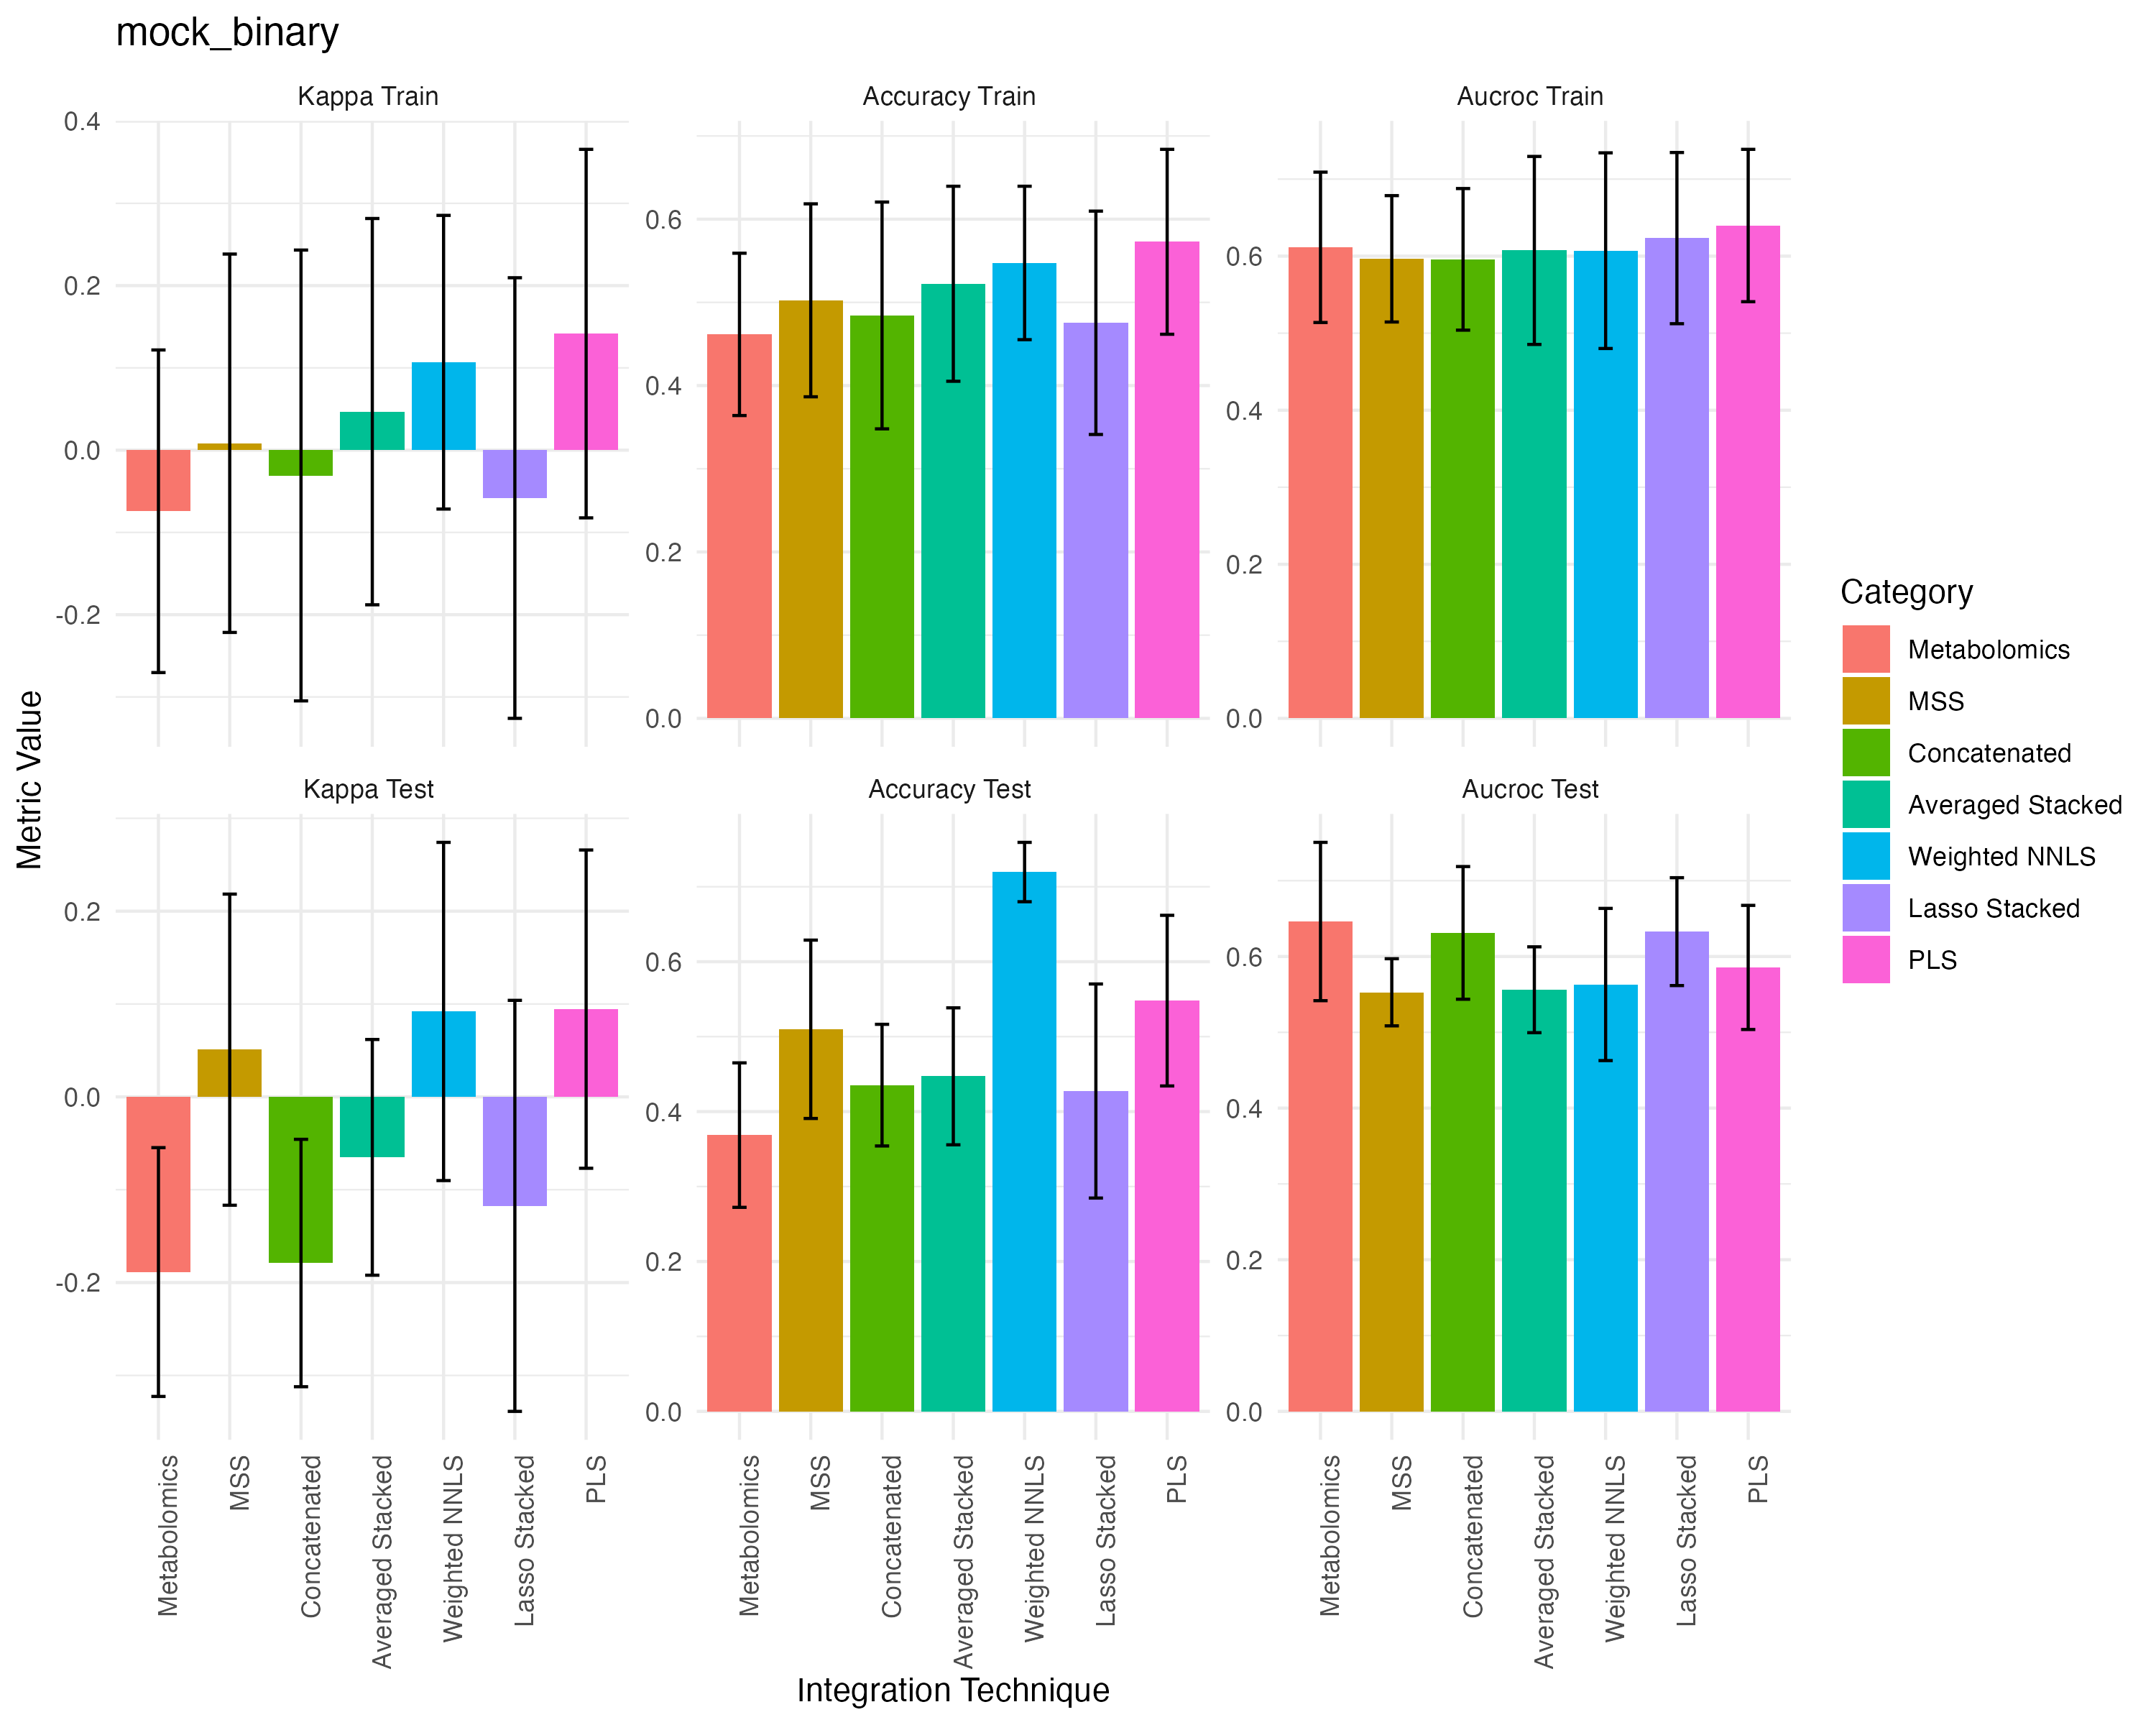 mock_binary
Kappa Train
Accuracy Train
Aucroc Train
0.4
0.2
0.0
-0.2
0.6
0.4
0.2
0.0
0.6
0.4
0.2
0.0
Metric Value
Kappa Test
Accuracy Test
Aucroc Test
0.2
0.0
-0.2
0.6
0.4
0.2
0.0
0.6
0.4
0.2
0.0
Metabolomics
MSS
Concatenated
Averaged Stacked
Weighted NNLS
Lasso Stacked
PLS
Metabolomics
MSS
Concatenated
Averaged Stacked
Weighted NNLS
Lasso Stacked
PLS
Metabolomics
MSS
Concatenated
Averaged Stacked
Weighted NNLS
Lasso Stacked
PLS
Integration Technique
Category
Metabolomics
MSS
Concatenated
Averaged Stacked
Weighted NNLS
Lasso Stacked
PLS